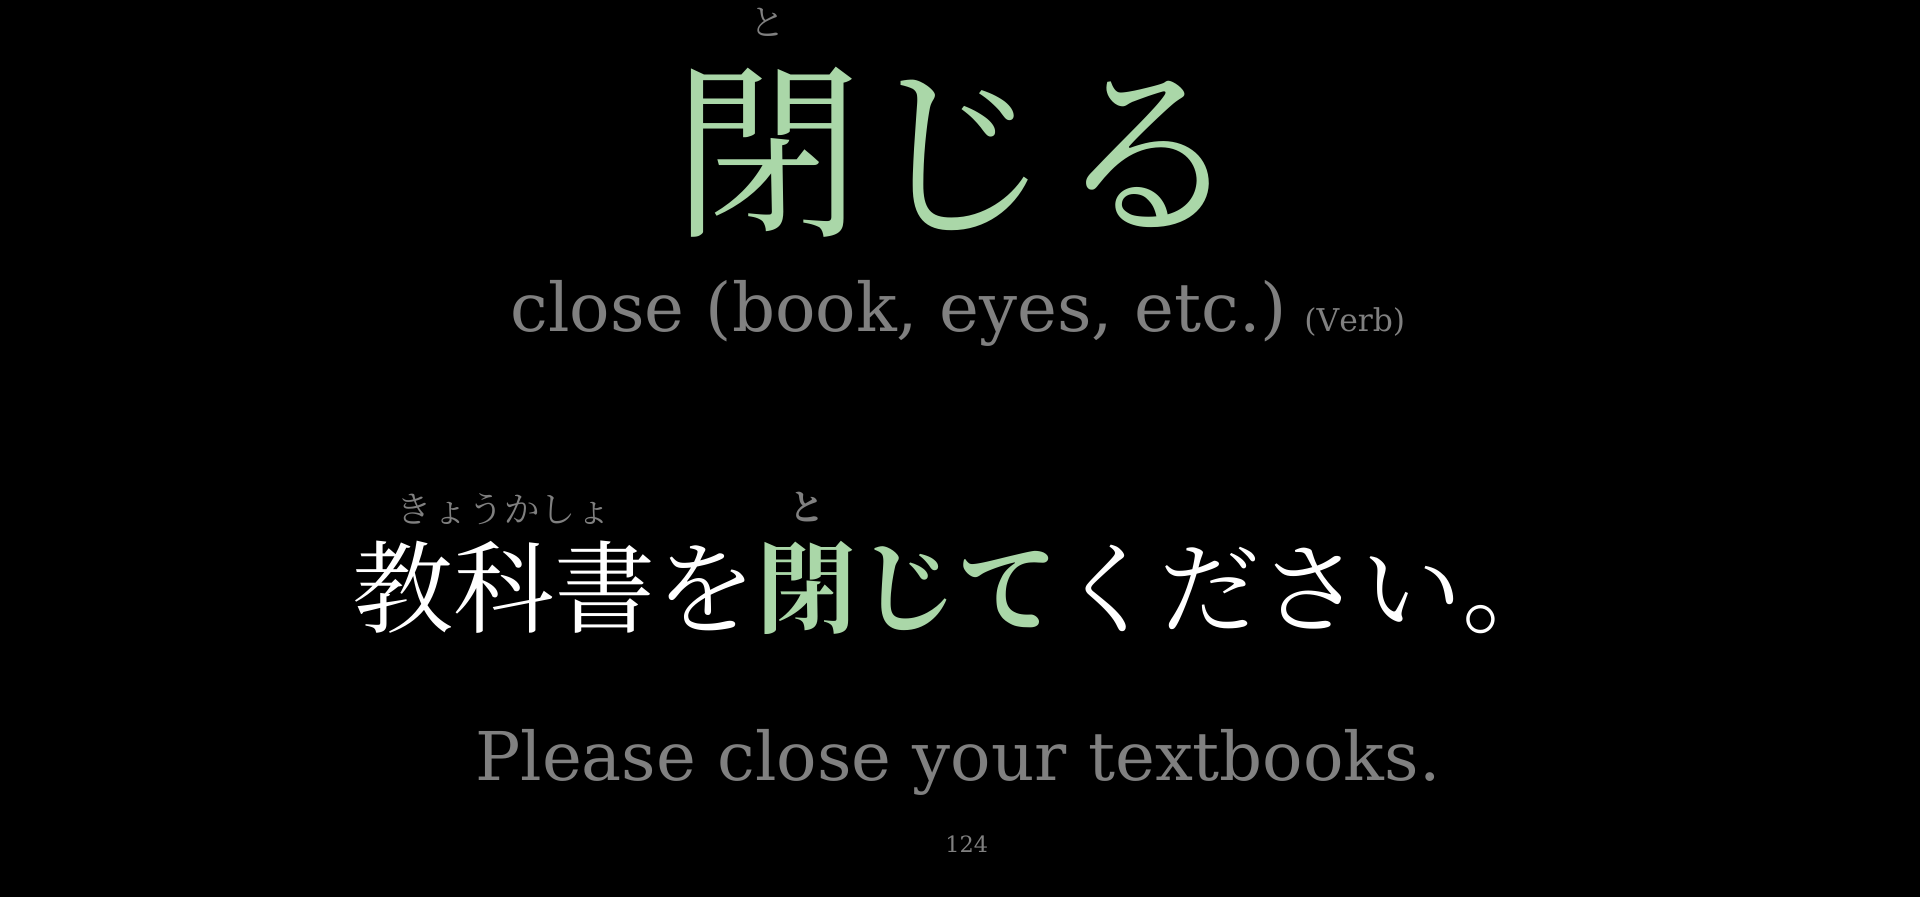 と
閉じる
close (book, eyes, etc.) (Verb)
きょうかしょ と
教科書を閉じてください。
Please close your textbooks.
124